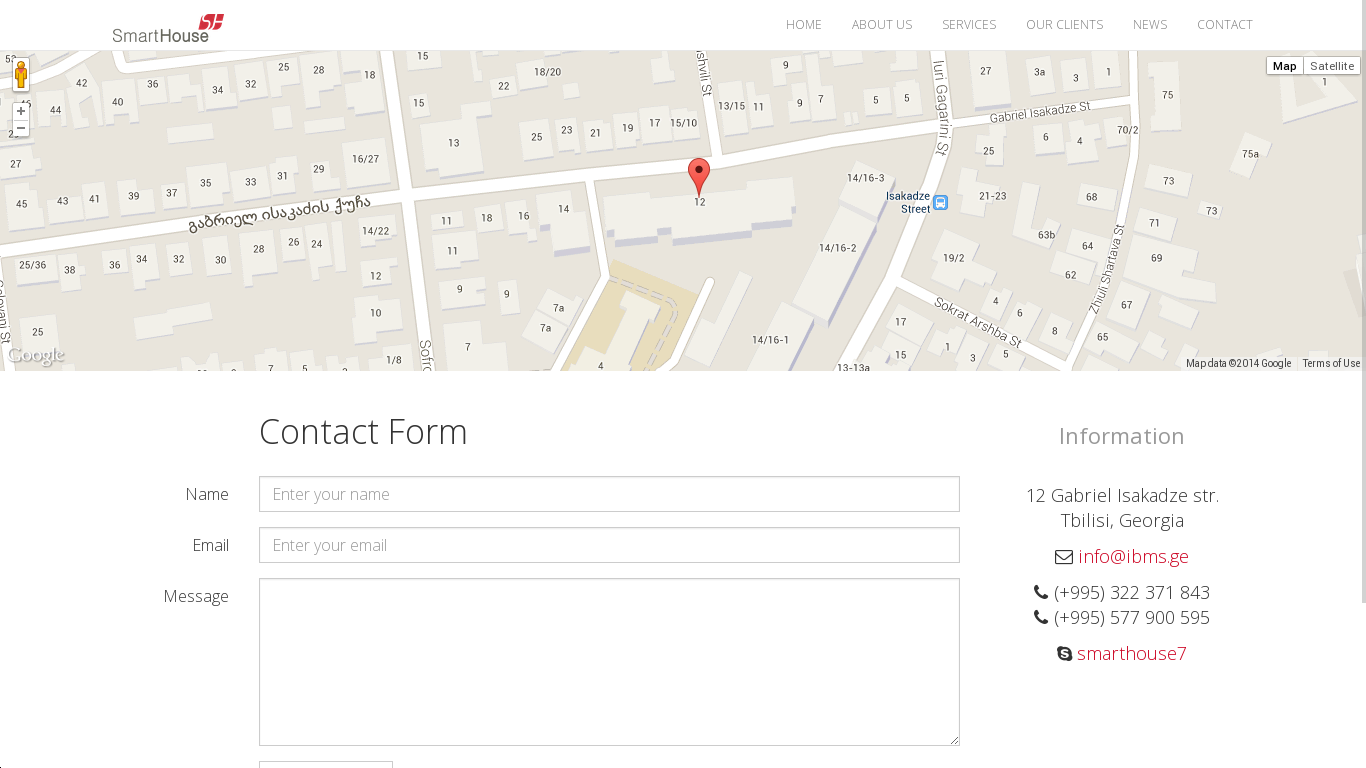 SmartHouse SH
HOME ABOUT US SERVICES OUR CLIENTS NEWS CONTACT
Map Satellite
53
42
36
25
28
18
18/20
22
9
27
3a
3
1
75
1
45
44
40
34
32
15
13/15
11
9
7
5
5
Gabriel Isakadze St
Iuri Gagarini St
shvili St
13
25
23
21
19
17
15/10
70/2
6
4
25
75a
27
16/27
29
31
33
35
37
39
41
45
14/16-3
Isakadze
Street
21-23
68
73
73
12
გაბრიელ ისაკაძის ქუჩა
14/22
11
18
16
14
71
63b
64
69
14/16-2
19/2
62
25/36
38
36
34
32
30
28
26
24
11
12
9
9
7a
7a
10
67
Zhiuli Shartava St
Sokrat Arshba St
4
6
8
65
17
15
1
3
5
25
7
1/8
4
14/16-1
13-13a
Google
Map data ©2014 Google Terms of Use
Contact Form
Name
Enter your name
Email
Enter your email
Message
Information
12 Gabriel Isakadze str.
Tbilisi, Georgia
info@ibms.ge
(+995) 322 371 843
(+995) 577 900 595
smarthouse7